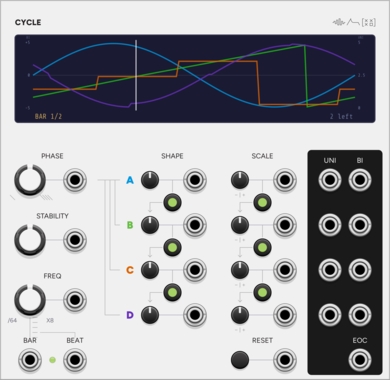 CYCLE
BAR 1/2
2 left
PHASE
SHAPE
SCALE
UNI
BI
A
STABILITY
B
FREQ
C
/64
X8
D
BAR
BEAT
RESET
EOC